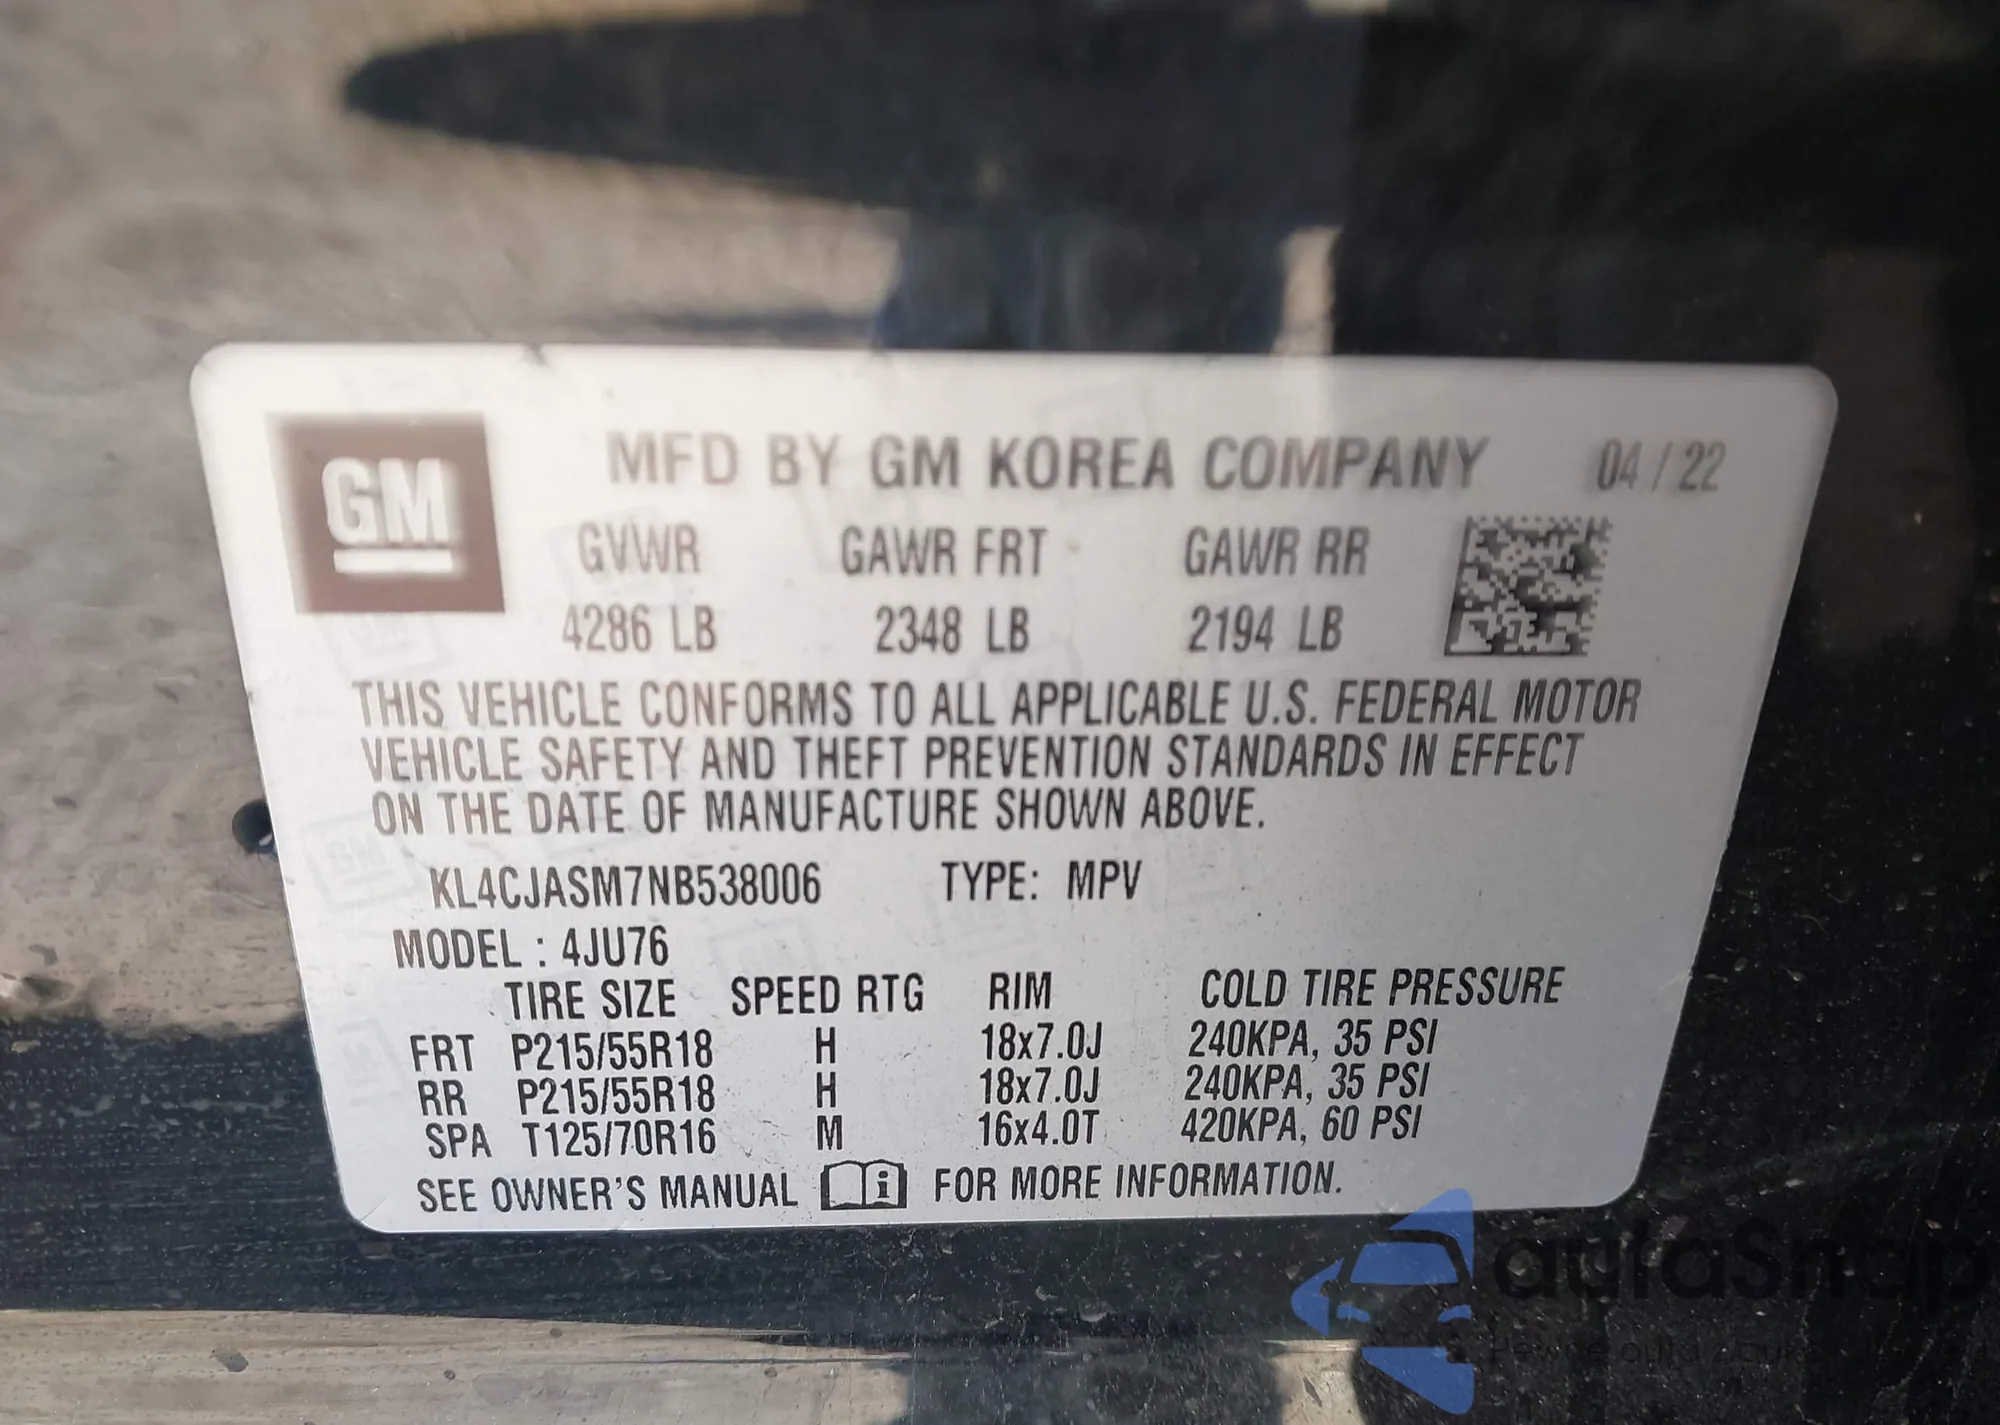 GM
MFD BY GM KOREA COMPANY 04 / 22
GVWR GAWR FRT GAWR RR
4286 LB 2348 LB 2194 LB
THIS VEHICLE CONFORMS TO ALL APPLICABLE U.S. FEDERAL MOTOR
VEHICLE SAFETY AND THEFT PREVENTION STANDARDS IN EFFECT
ON THE DATE OF MANUFACTURE SHOWN ABOVE.
KL4CJASM7NB538006 TYPE: MPV
MODEL : 4JU76
TIRE SIZE SPEED RTG RIM COLD TIRE PRESSURE
FRT P215/55R18 H 18x7.0J 240KPA, 35 PSI
RR P215/55R18 H 18x7.0J 240KPA, 35 PSI
SPA T125/70R16 M 16x4.0T 420KPA, 60 PSI
SEE OWNER'S MANUAL i FOR MORE INFORMATION.
autaSnap